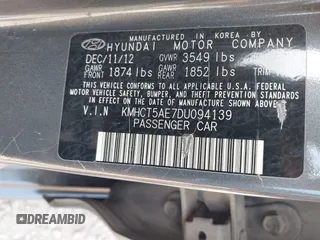 MANUFACTURED IN KOREA BY
HYUNDAI MOTOR COMPANY
DEC/11/12 GVWR 3549 lbs
GAWR FRT 1874 lbs GAWR REAR 1852 lbs TRIM
THIS VEHICLE CONFORMS TO ALL APPLICABLE
U.S.A. FEDERAL MOTOR VEHICLE SAFETY, BUMPER
AND THEFT PREVENTION STANDARDS IN EFFECT ON
THE DATE OF MANUFACTURE SHOWN ABOVE.
V.I.N KMHCT5AE7DU094139
PASSENGER CAR
DREAMBID